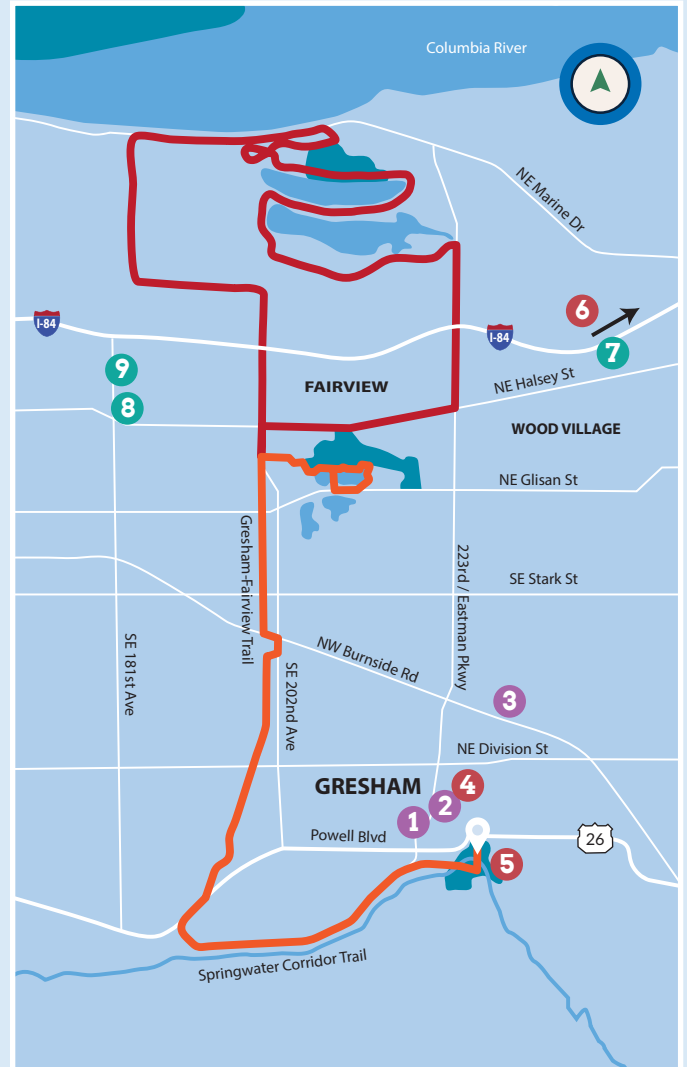 Columbia River
NE Marine Dr
6
I-84
I-84
7
9
FAIRVIEW
NE Halsey St
8
WOOD VILLAGE
NE Glisan St
Gresham-Fairview Trail
223rd / Eastman Pkwy
SE Stark St
SE 181st Ave
SE 202nd Ave
NW Burnside Rd
3
NE Division St
GRESHAM
4
2
1
Powell Blvd
26
5
Springwater Corridor Trail